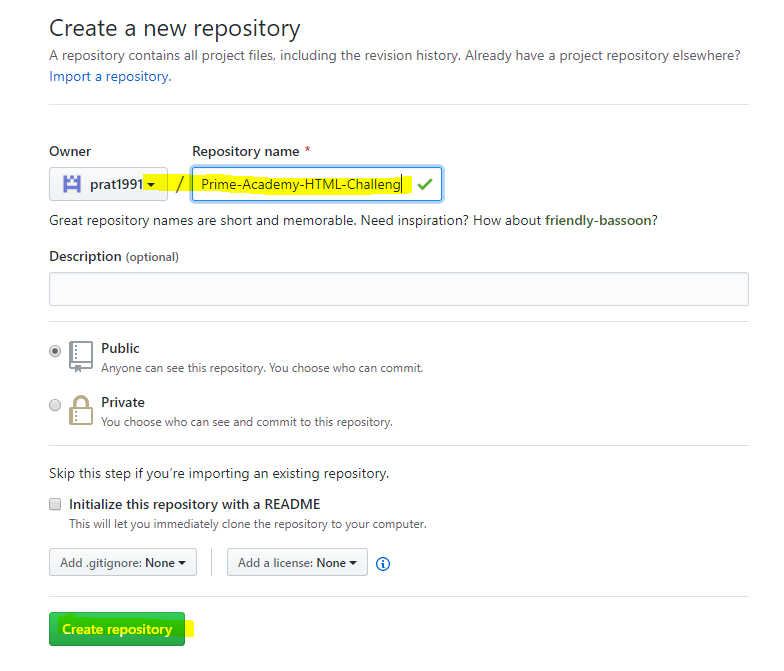 Create a new repository
A repository contains all project files, including the revision history. Already have a project repository elsewhere?
Import a repository.
Owner Repository name *
prat1991 / Prime-Academy-HTML-Challeng
Great repository names are short and memorable. Need inspiration? How about friendly-bassoon?
Description (optional)
Public
Anyone can see this repository. You choose who can commit.
Private
You choose who can see and commit to this repository.
Skip this step if you’re importing an existing repository.
Initialize this repository with a README
This will let you immediately clone the repository to your computer.
Add .gitignore: None Add a license: None
Create repository